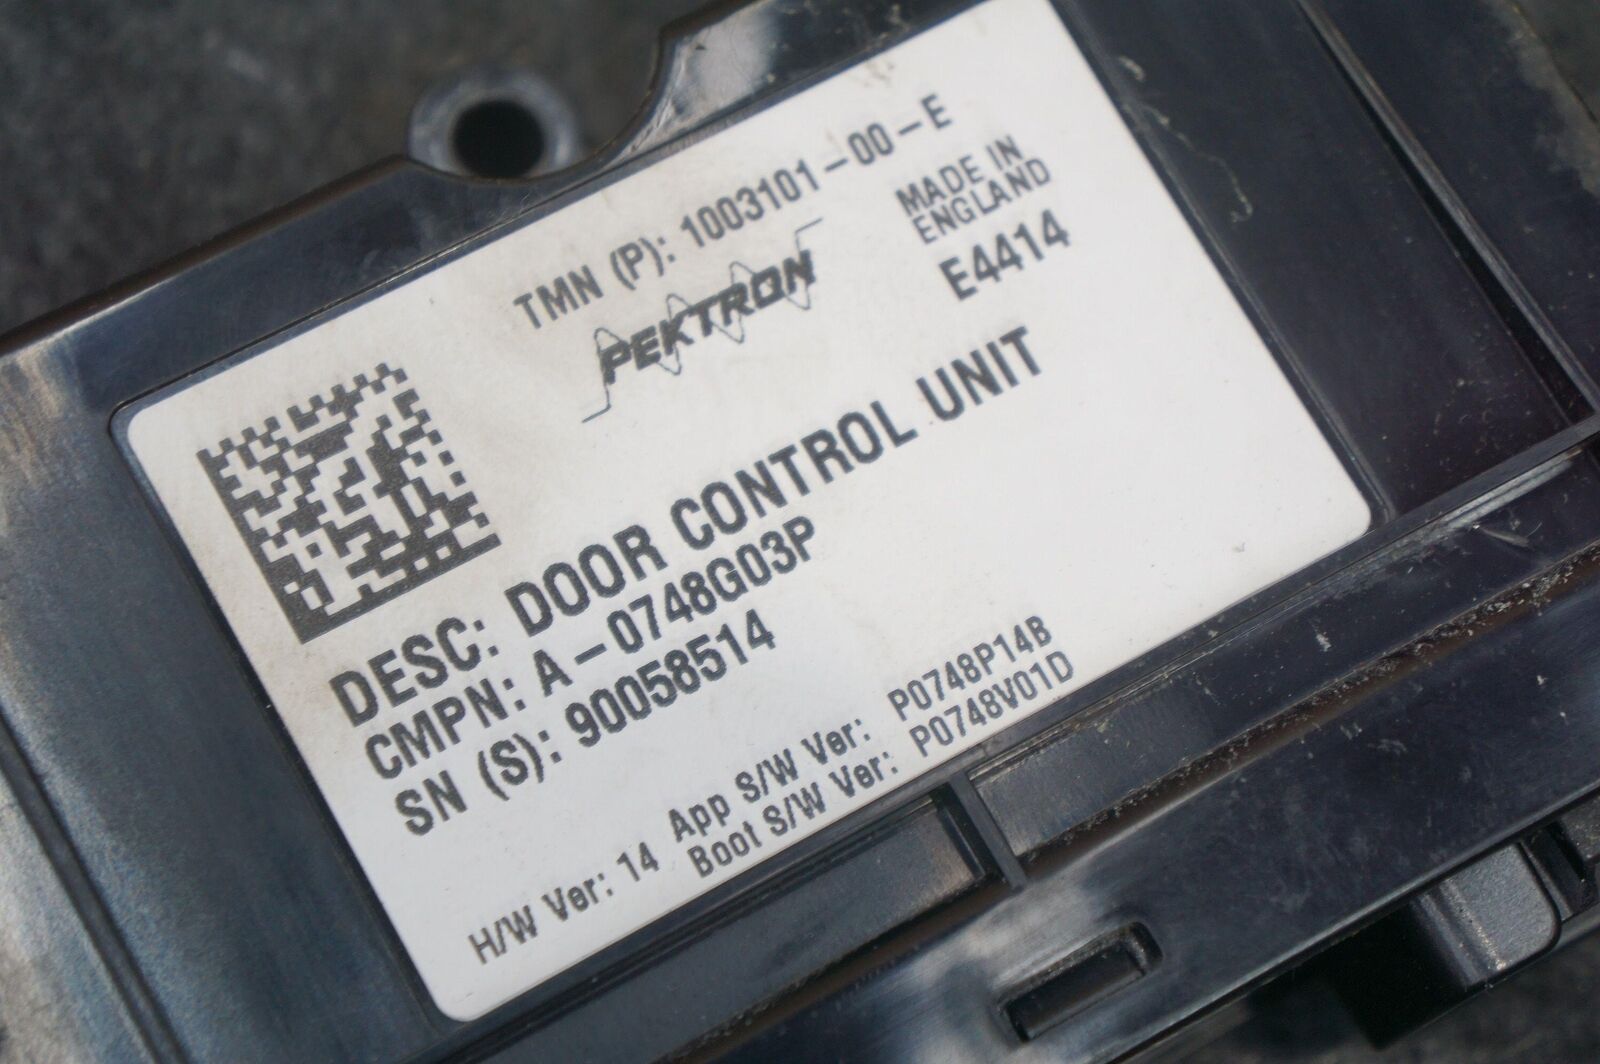 TMN (P): 1003101-00-E
PEKTRON
MADE IN
ENGLAND
E4414
DESC: DOOR CONTROL UNIT
CMPN: A-0748G03P
SN (S): 90058514
H/W Ver: 14 App S/W Ver: P0748P14B
Boot S/W Ver: P0748V01D